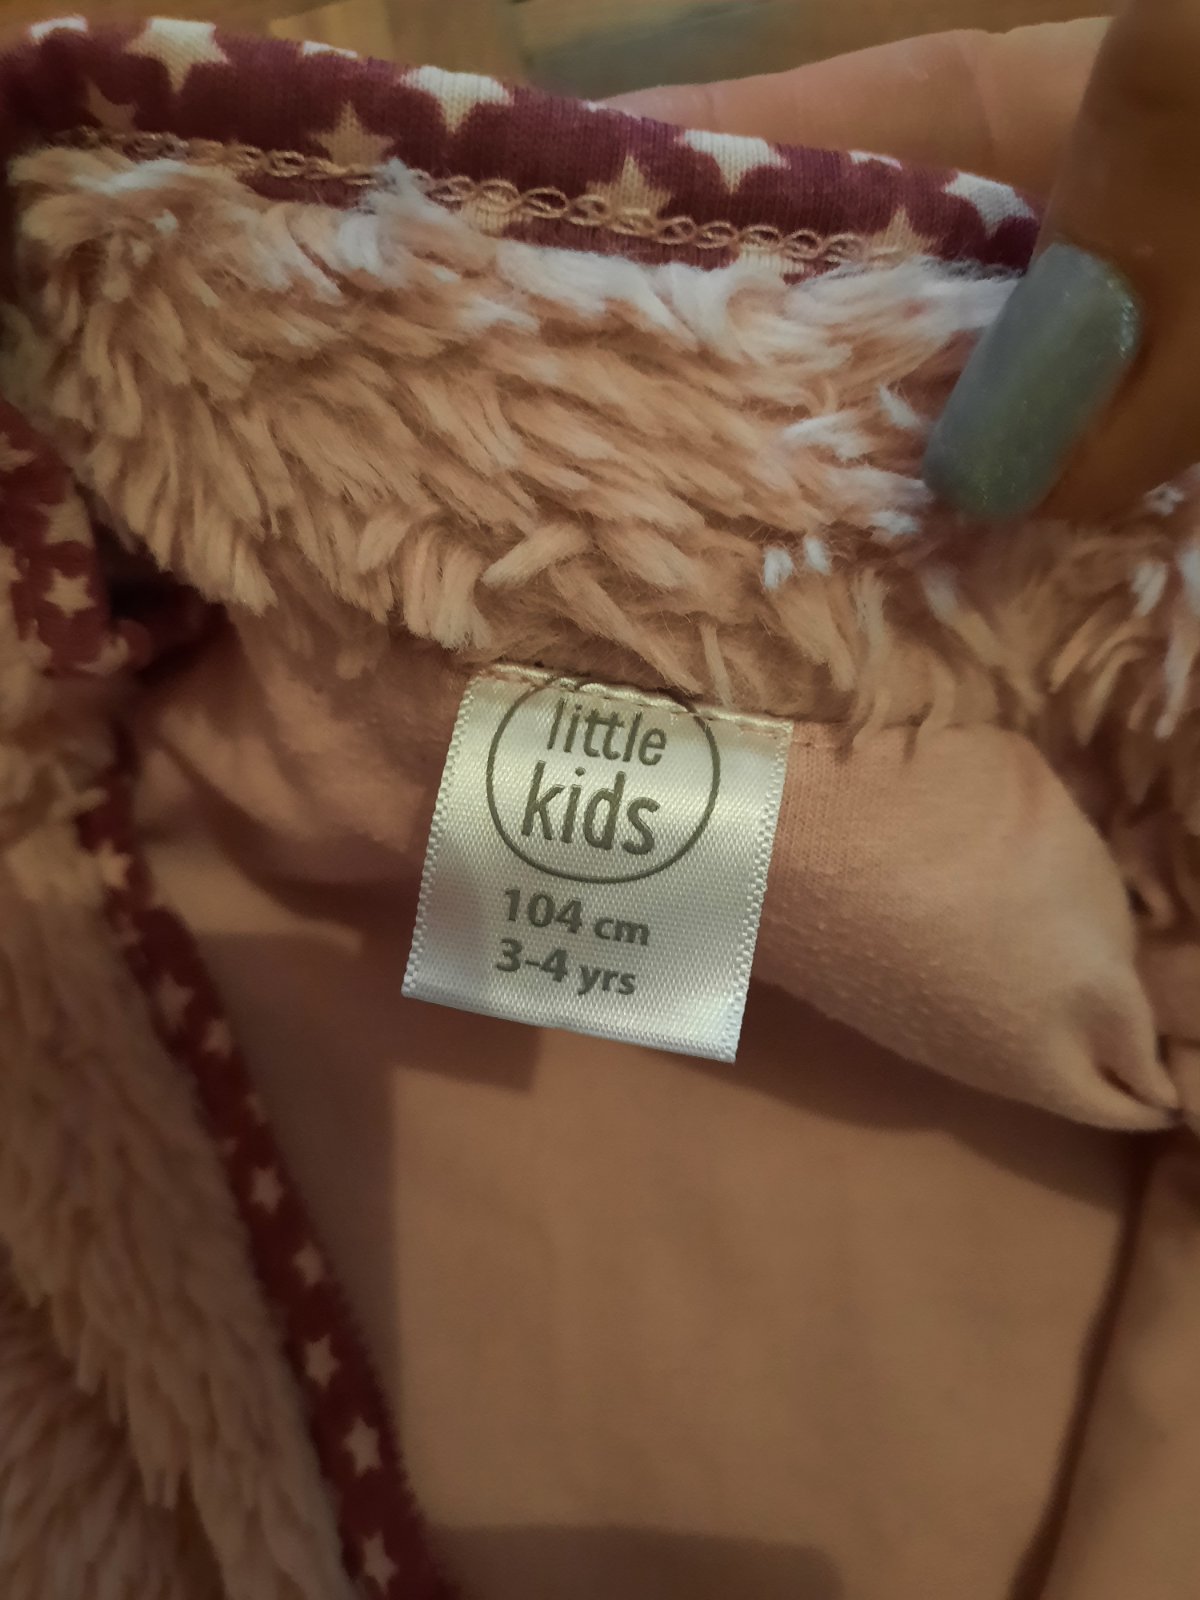 little
kids
104 cm
3-4 yrs